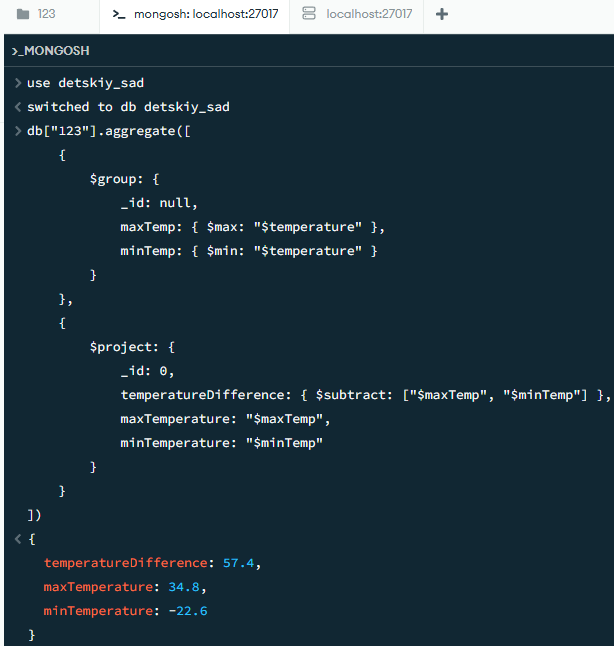 123
>_ mongosh: localhost:27017
localhost:27017
+
>_MONGOSH
> use detskiy_sad
< switched to db detskiy_sad
> db["123"].aggregate([
    {
        $group: {
            _id: null,
            maxTemp: { $max: "$temperature" },
            minTemp: { $min: "$temperature" }
        }
    },
    {
        $project: {
            _id: 0,
            temperatureDifference: { $subtract: ["$maxTemp", "$minTemp"] },
            maxTemperature: "$maxTemp",
            minTemperature: "$minTemp"
        }
    }
])
< {
  temperatureDifference: 57.4,
  maxTemperature: 34.8,
  minTemperature: -22.6
}